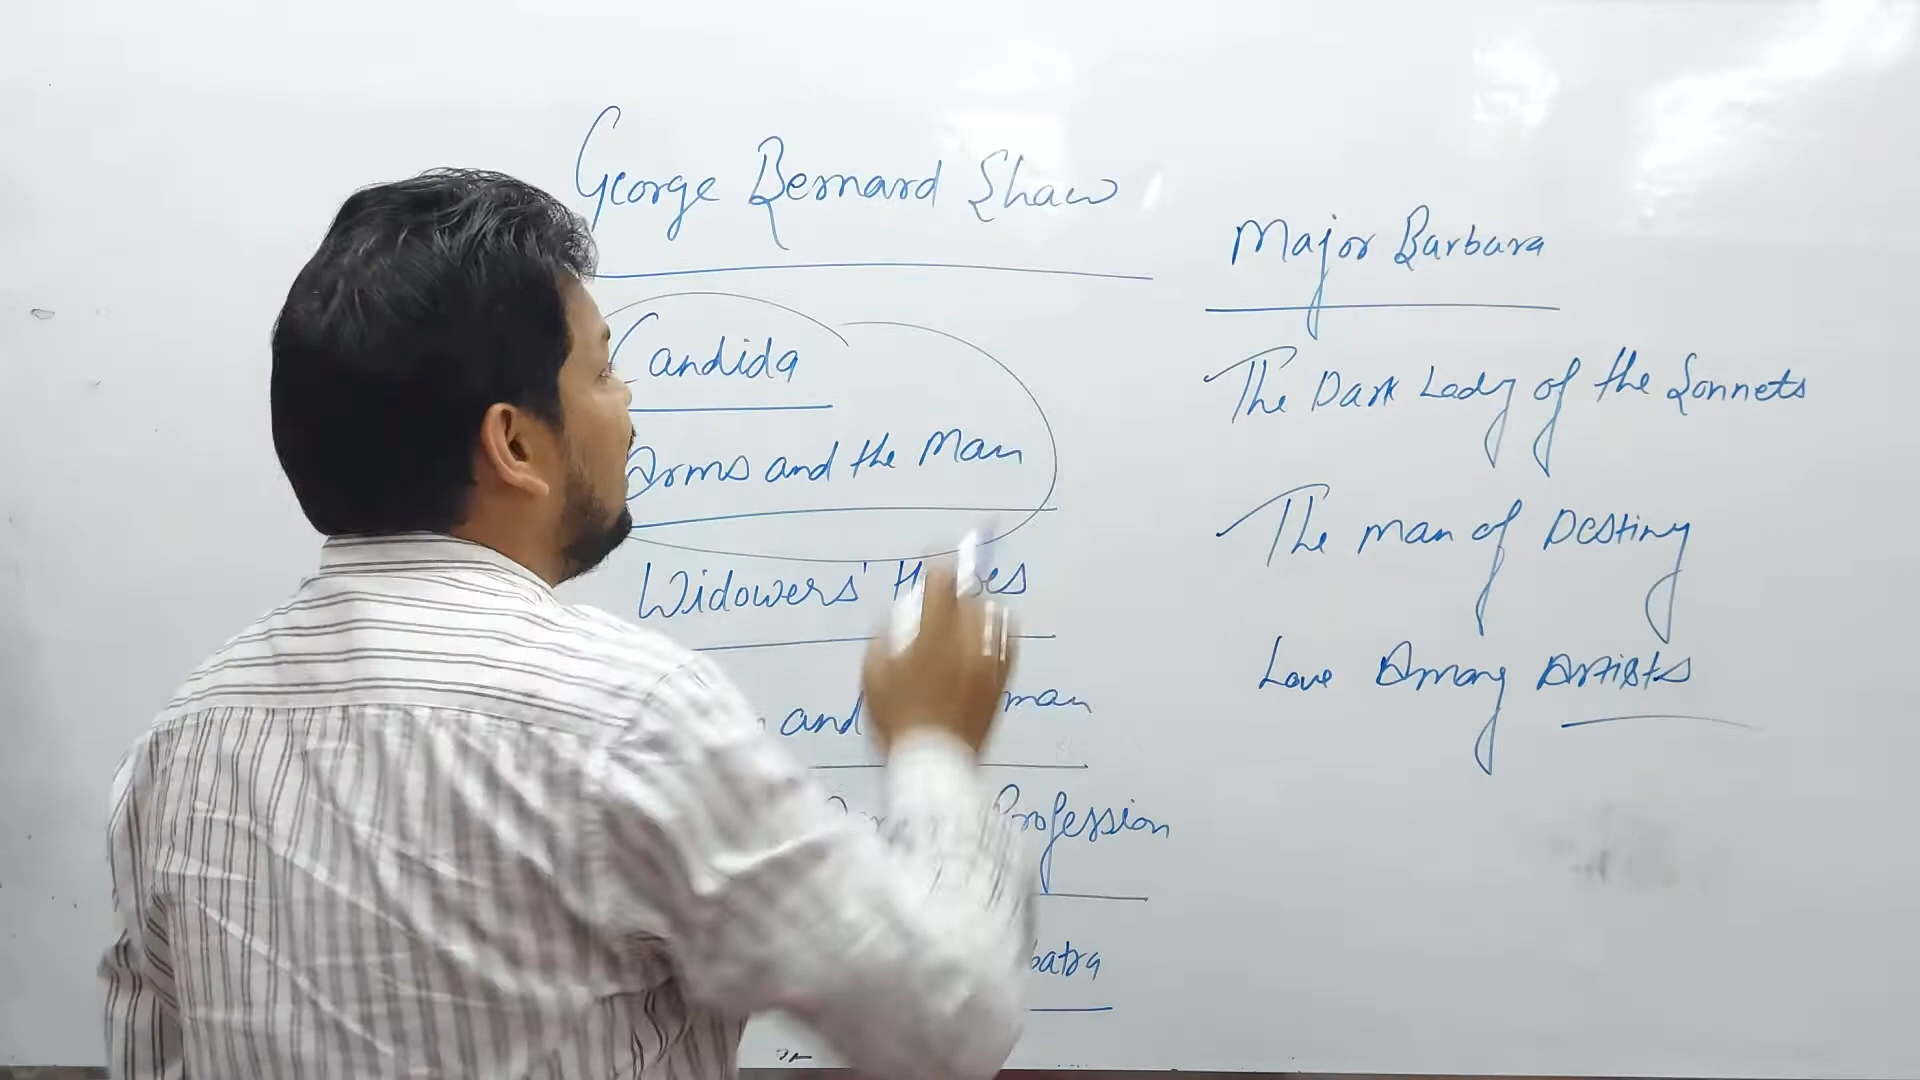 George Bernard Shaw
Candida
Arms and the Man
Widowers'
and man
Profession
Major Barbara
The Dark Lady of the Sonnets
The Man of Destiny
Love Among Artists